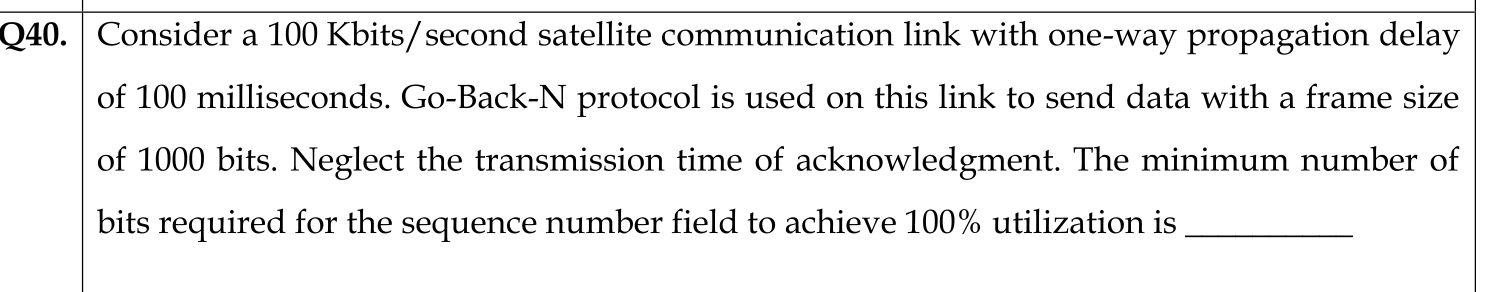 Q40. Consider a 100 Kbits/second satellite communication link with one-way propagation delay
of 100 milliseconds. Go-Back-N protocol is used on this link to send data with a frame size
of 1000 bits. Neglect the transmission time of acknowledgment. The minimum number of
bits required for the sequence number field to achieve 100% utilization is __________